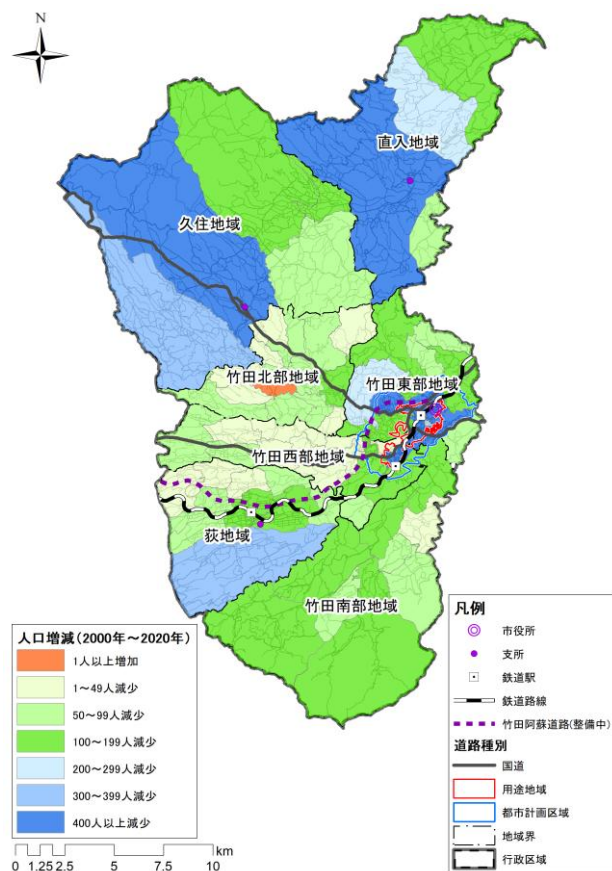 N
直入地域
久住地域
竹田北部地域
竹田東部地域
竹田西部地域
荻地域
竹田南部地域
人口増減(2000年～2020年)
1人以上増加
1～49人減少
50～99人減少
100～199人減少
200～299人減少
300～399人減少
400人以上減少
km
0 1.25 2.5 5 7.5 10
凡例
市役所
支所
鉄道駅
鉄道路線
竹田阿蘇道路(整備中)
道路種別
国道
用途地域
都市計画区域
地域界
行政区域